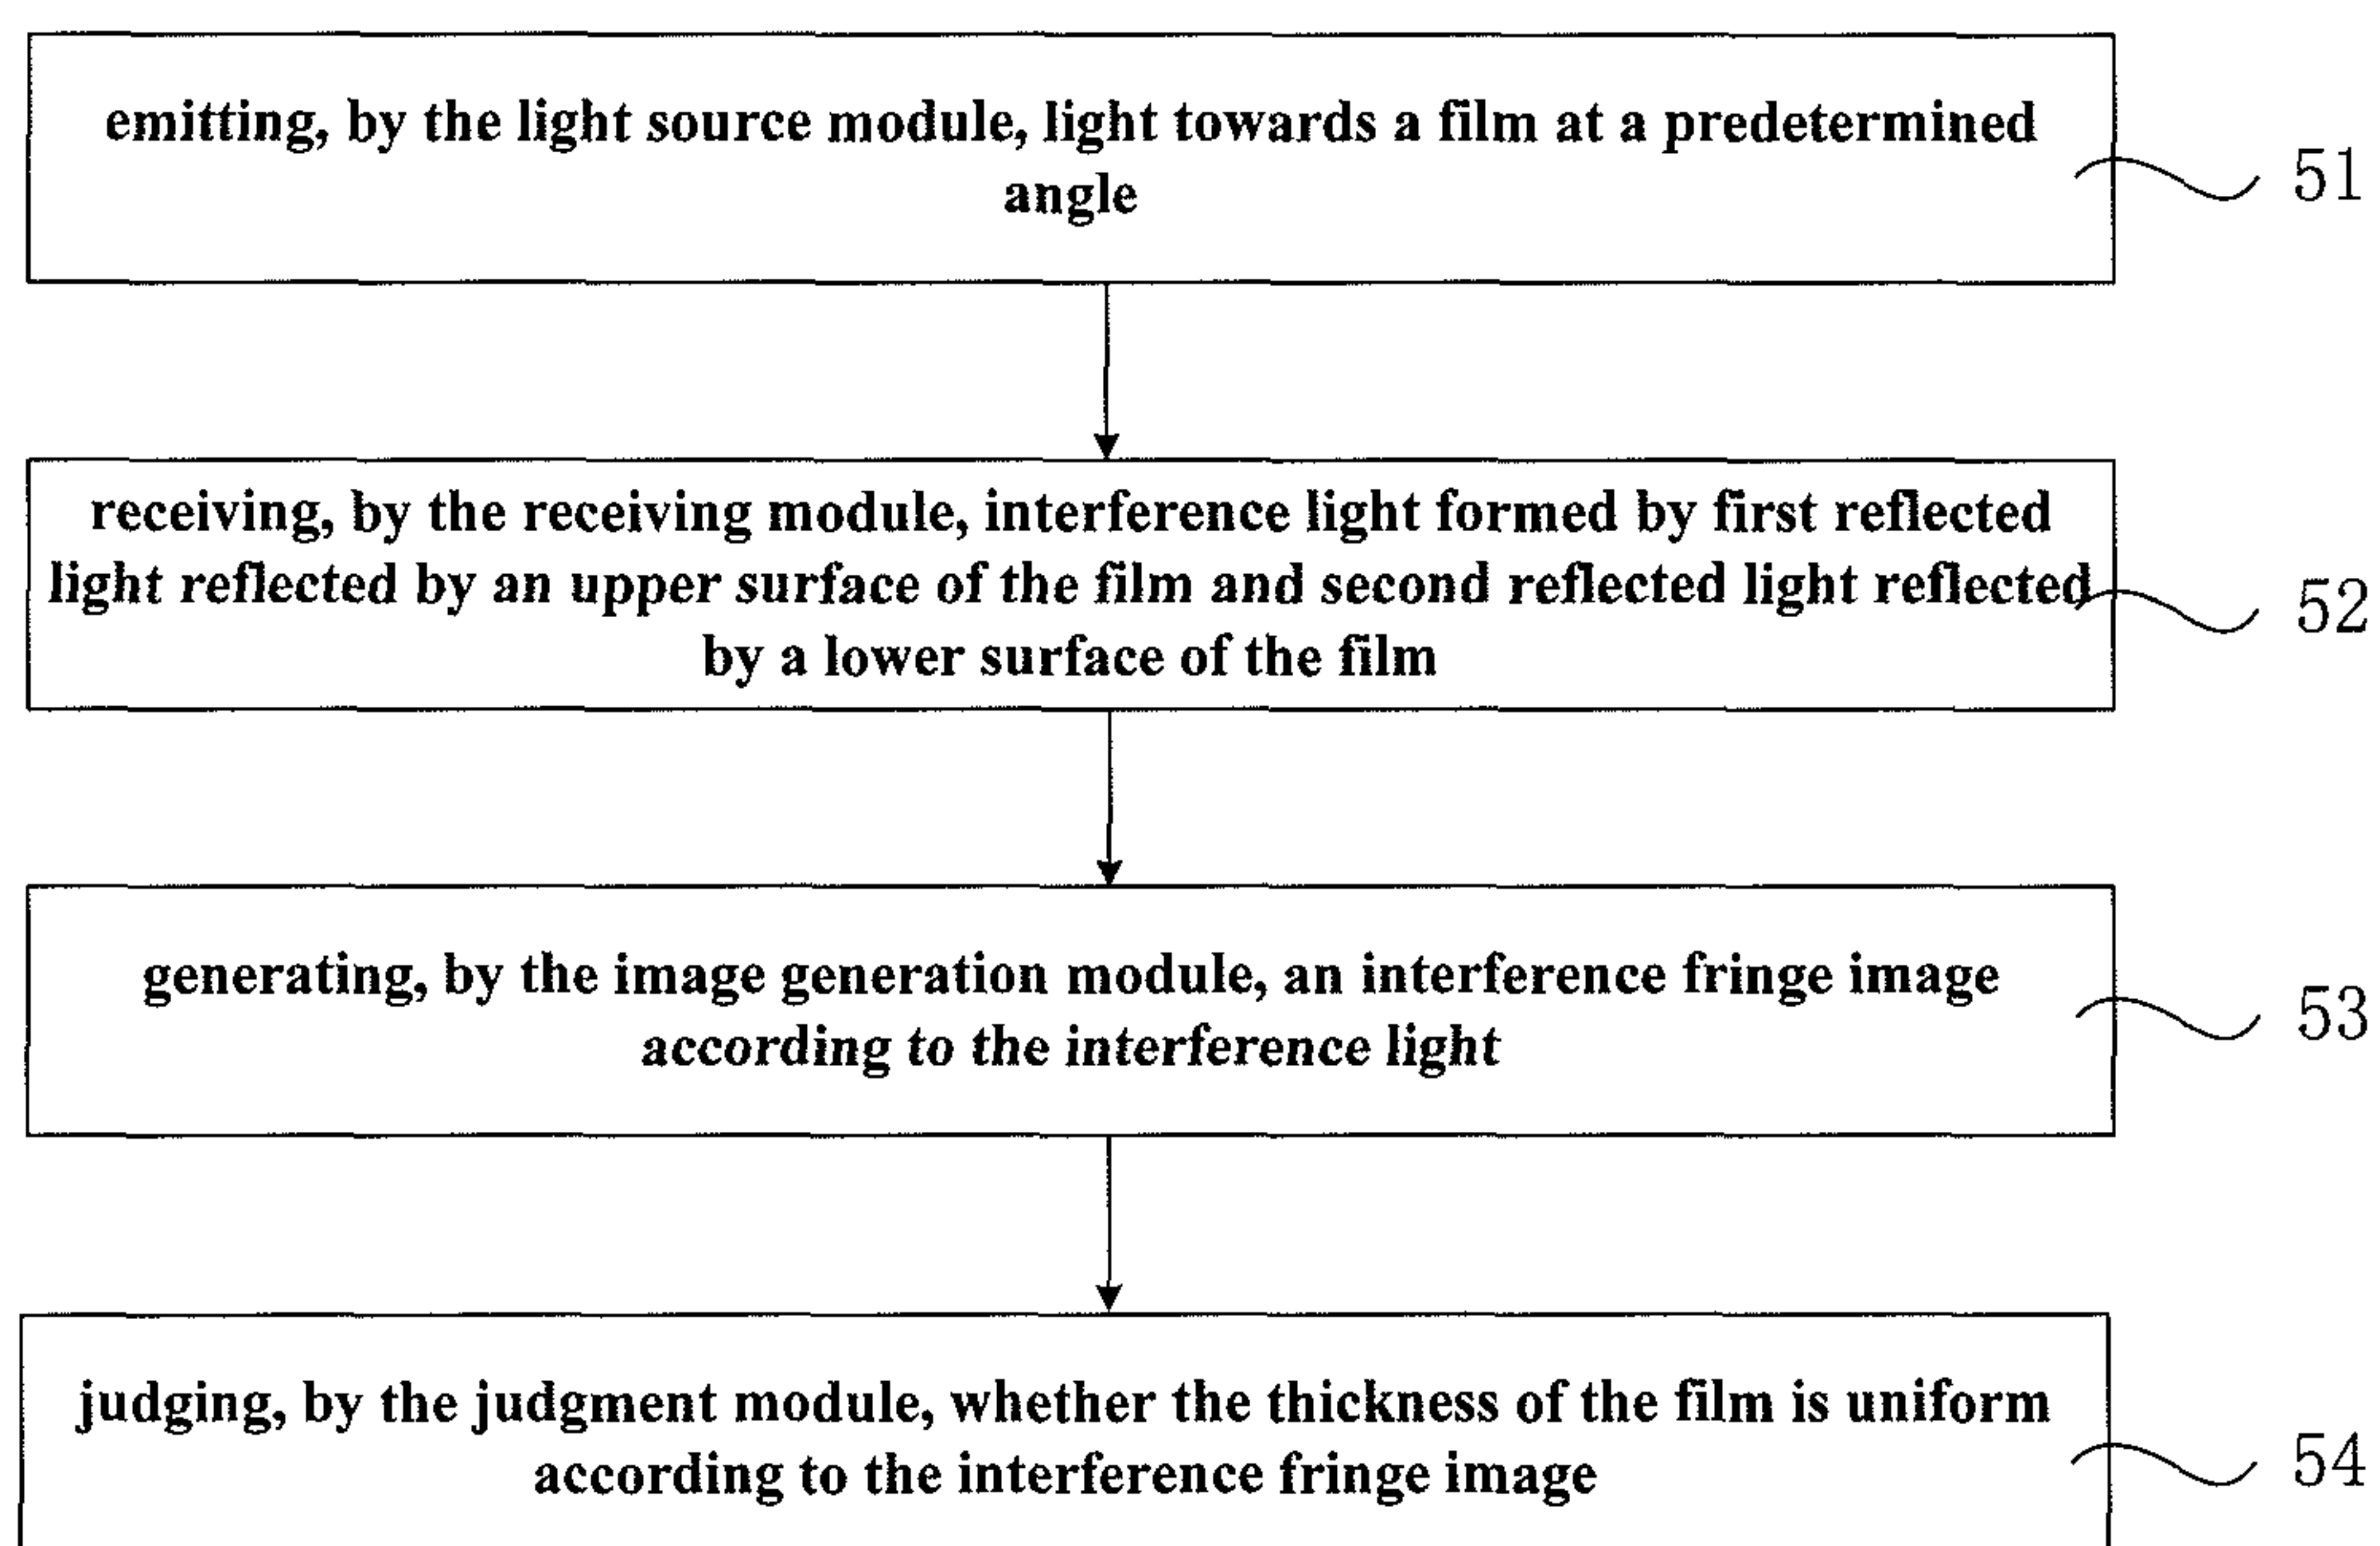 emitting, by the light source module, light towards a film at a predetermined
angle
51
receiving, by the receiving module, interference light formed by first reflected
light reflected by an upper surface of the film and second reflected light reflected
by a lower surface of the film
52
generating, by the image generation module, an interference fringe image
according to the interference light
53
judging, by the judgment module, whether the thickness of the film is uniform
according to the interference fringe image
54